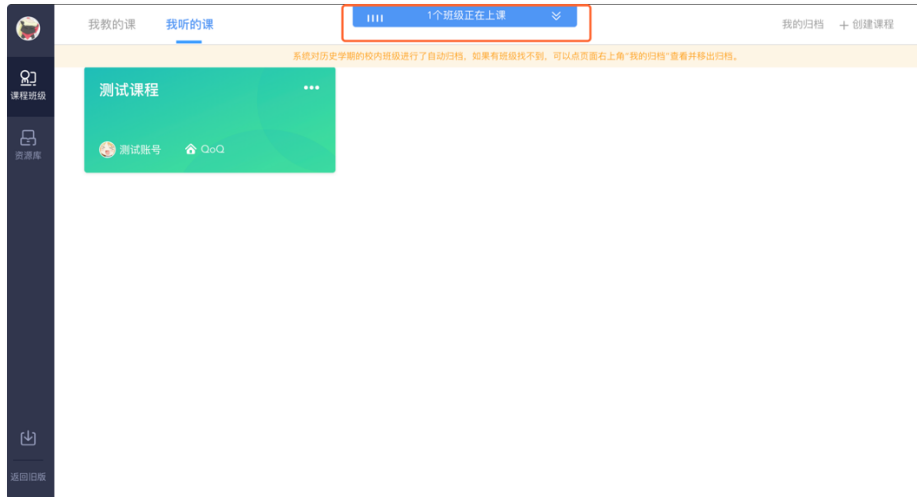 我教的课
我听的课
1个班级正在上课
我的归档
+ 创建课程
系统对历史学期的校内班级进行了自动归档，如果有班级找不到，可以点页面右上角"我的归档"查看并移出归档。
课程班级
资源库
测试课程
测试账号
QoQ
返回旧版